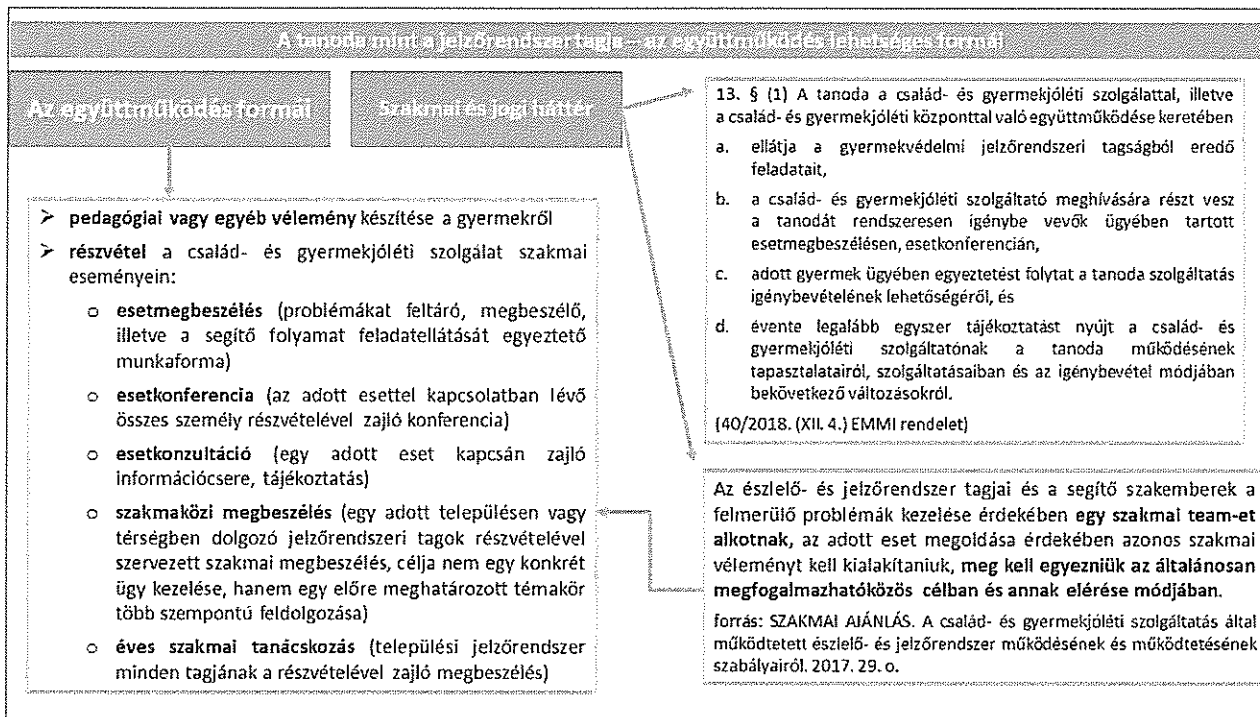 A tanoda mint a jelzőrendszer tagja – az együttműködés lehetséges formái
Az együttműködés formái
Szakmai és jogi háttér
➢ pedagógiai vagy egyéb vélemény készítése a gyermekről
➢ részvétel a család- és gyermekjóléti szolgálat szakmai
eseményein:
o esetmegbeszélés (problémákat feltáró, megbeszélő,
illetve a segítő folyamat feladatellátását egyeztető
munkaforma)
o esetkonferencia (az adott esettel kapcsolatban lévő
összes személy részvételével zajló konferencia)
o esetkonzultáció (egy adott eset kapcsán zajló
információcsere, tájékoztatás)
o szakmaközi megbeszélés (egy adott településen vagy
térségben dolgozó jelzőrendszeri tagok részvételével
szervezett szakmai megbeszélés, célja nem egy konkrét
ügy kezelése, hanem egy előre meghatározott témakör
több szempontú feldolgozása)
o éves szakmai tanácskozás (települési jelzőrendszer
minden tagjának a részvételével zajló megbeszélés)
13. § (1) A tanoda a család- és gyermekjóléti szolgálattal, illetve
a család- és gyermekjóléti központtal való együttműködése keretében
a. ellátja a gyermekvédelmi jelzőrendszeri tagságból eredő
feladatait,
b. a család- és gyermekjóléti szolgáltató meghívására részt vesz
a tanodát rendszeresen igénybe vevők ügyében tartott
esetmegbeszélésen, esetkonferencián,
c. adott gyermek ügyében egyeztetést folytat a tanoda szolgáltatás
igénybevételének lehetőségéről, és
d. évente legalább egyszer tájékoztatást nyújt a család- és
gyermekjóléti szolgáltatónak a tanoda működésének
tapasztalatairól, szolgáltatásaiban és az igénybevétel módjában
bekövetkező változásokról.
(40/2018. (XII. 4.) EMMI rendelet)
Az észlelő- és jelzőrendszer tagjai és a segítő szakemberek a
felmerülő problémák kezelése érdekében egy szakmai team-et
alkotnak, az adott eset megoldása érdekében azonos szakmai
véleményt kell kialakítaniuk, meg kell egyezniük az általánosan
megfogalmazhatóközös célban és annak elérése módjában.
forrás: SZAKMAI AJÁNLÁS. A család- és gyermekjóléti szolgáltatás által
működtetett észlelő- és jelzőrendszer működésének és működtetésének
szabályairól. 2017. 29. o.